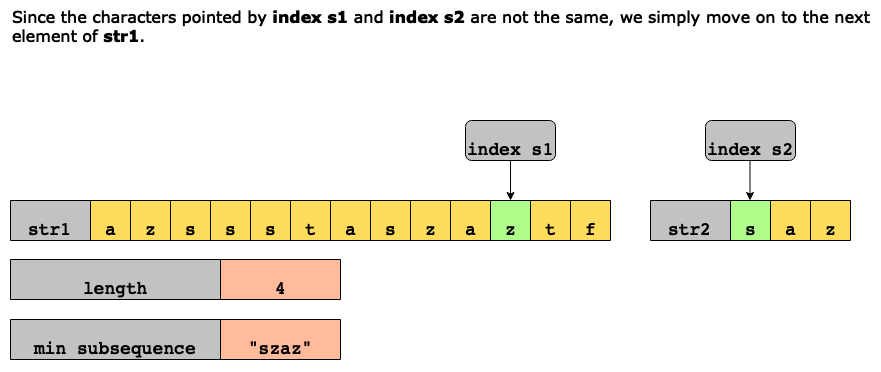 Since the characters pointed by index s1 and index s2 are not the same, we simply move on to the next
element of str1.
index s1 index s2
str1 a z s s s t a s z a z t f str2 s a z
length 4
min subsequence "szaz"